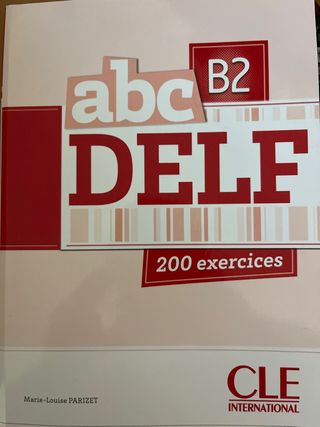 abc
B2
DELF
200 exercices
Marie-Louise PARIZET
CLE
INTERNATIONAL